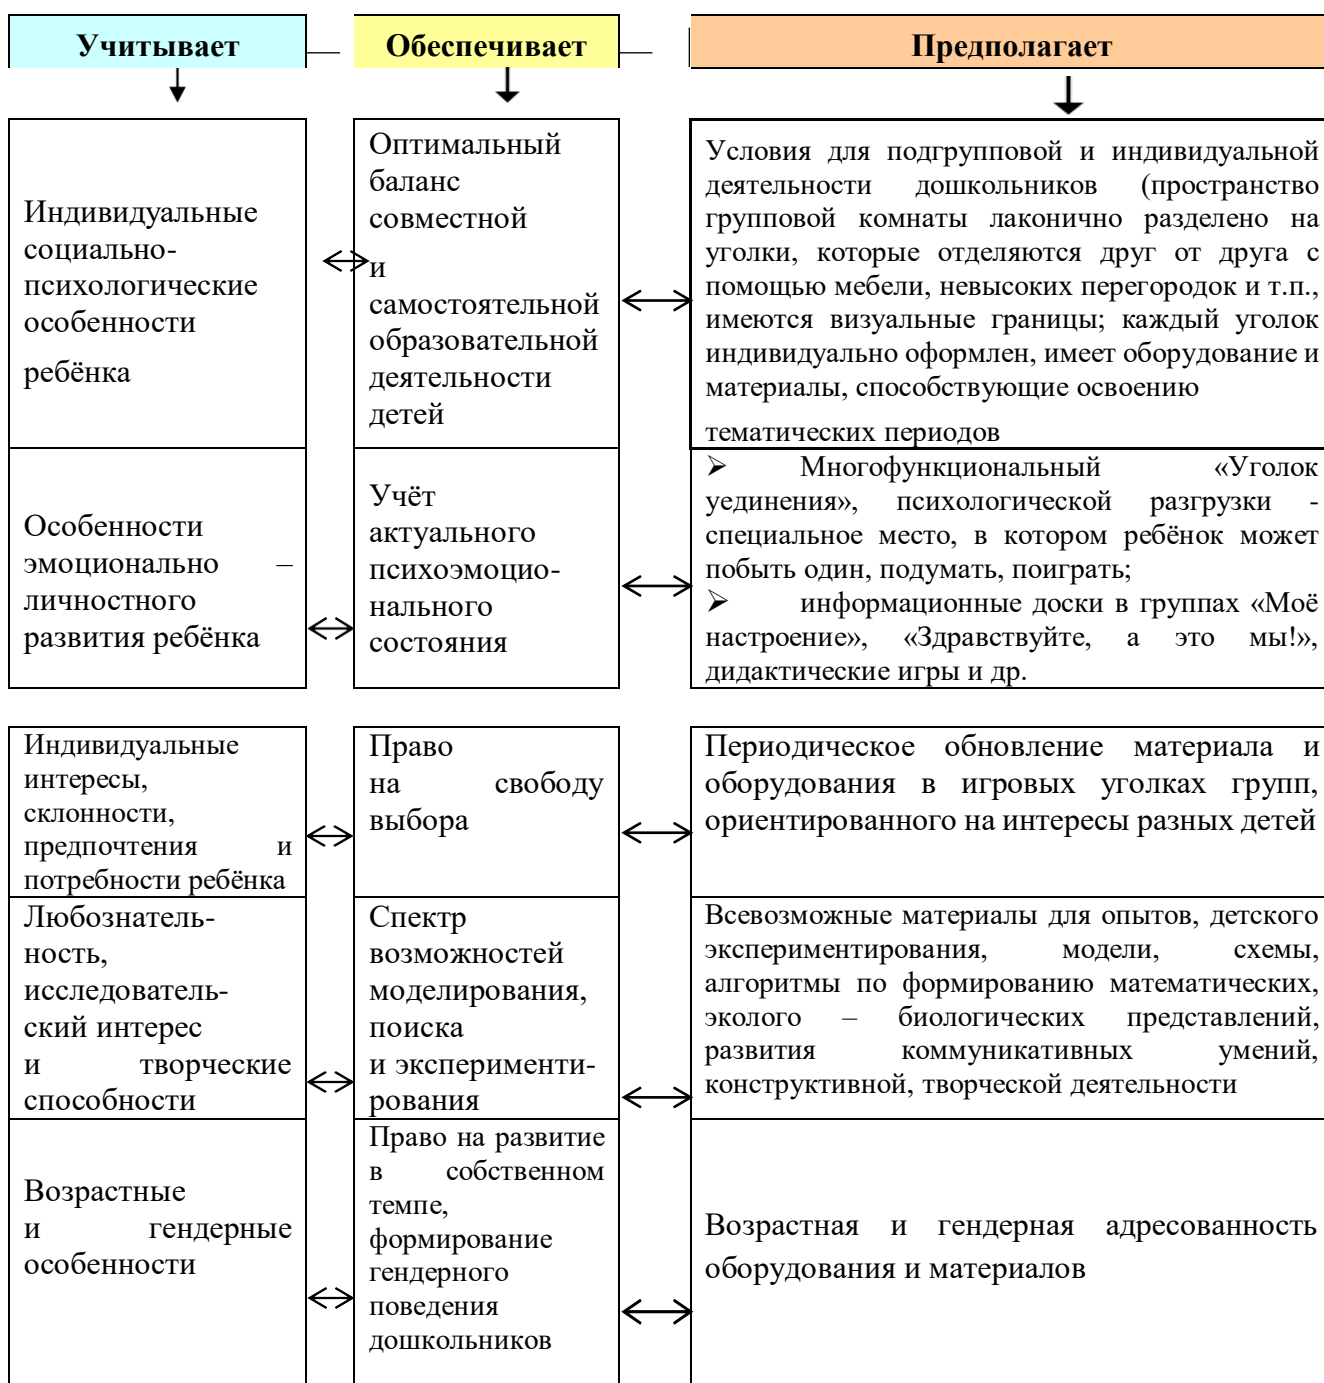 Учитывает
Обеспечивает
Предполагает
Индивидуальные
социально-
психологические
особенности
ребёнка
Оптимальный
баланс
совместной
и
самостоятельной
образовательной
деятельности
детей
Условия для подгрупповой и индивидуальной
деятельности дошкольников (пространство
групповой комнаты лаконично разделено на
уголки, которые отделяются друг от друга с
помощью мебели, невысоких перегородок и т.п.,
имеются визуальные границы; каждый уголок
индивидуально оформлен, имеет оборудование и
материалы, способствующие освоению
тематических периодов
Особенности
эмоционально –
личностного
развития ребёнка
Учёт
актуального
психоэмоцио-
нального
состояния
➢ Многофункциональный «Уголок
уединения», психологической разгрузки -
специальное место, в котором ребёнок может
побыть один, подумать, поиграть;
➢ информационные доски в группах «Моё
настроение», «Здравствуйте, а это мы!»,
дидактические игры и др.
Индивидуальные
интересы,
склонности,
предпочтения и
потребности ребёнка
Право
на свободу
выбора
Периодическое обновление материала и
оборудования в игровых уголках групп,
ориентированного на интересы разных детей
Любознатель-
ность,
исследователь-
ский интерес
и творческие
способности
Спектр
возможностей
моделирования,
поиска
и эксперименти-
рования
Всевозможные материалы для опытов, детского
экспериментирования, модели, схемы,
алгоритмы по формированию математических,
эколого – биологических представлений,
развития коммуникативных умений,
конструктивной, творческой деятельности
Возрастные
и гендерные
особенности
Право на развитие
в собственном
темпе,
формирование
гендерного
поведения
дошкольников
Возрастная и гендерная адресованность
оборудования и материалов